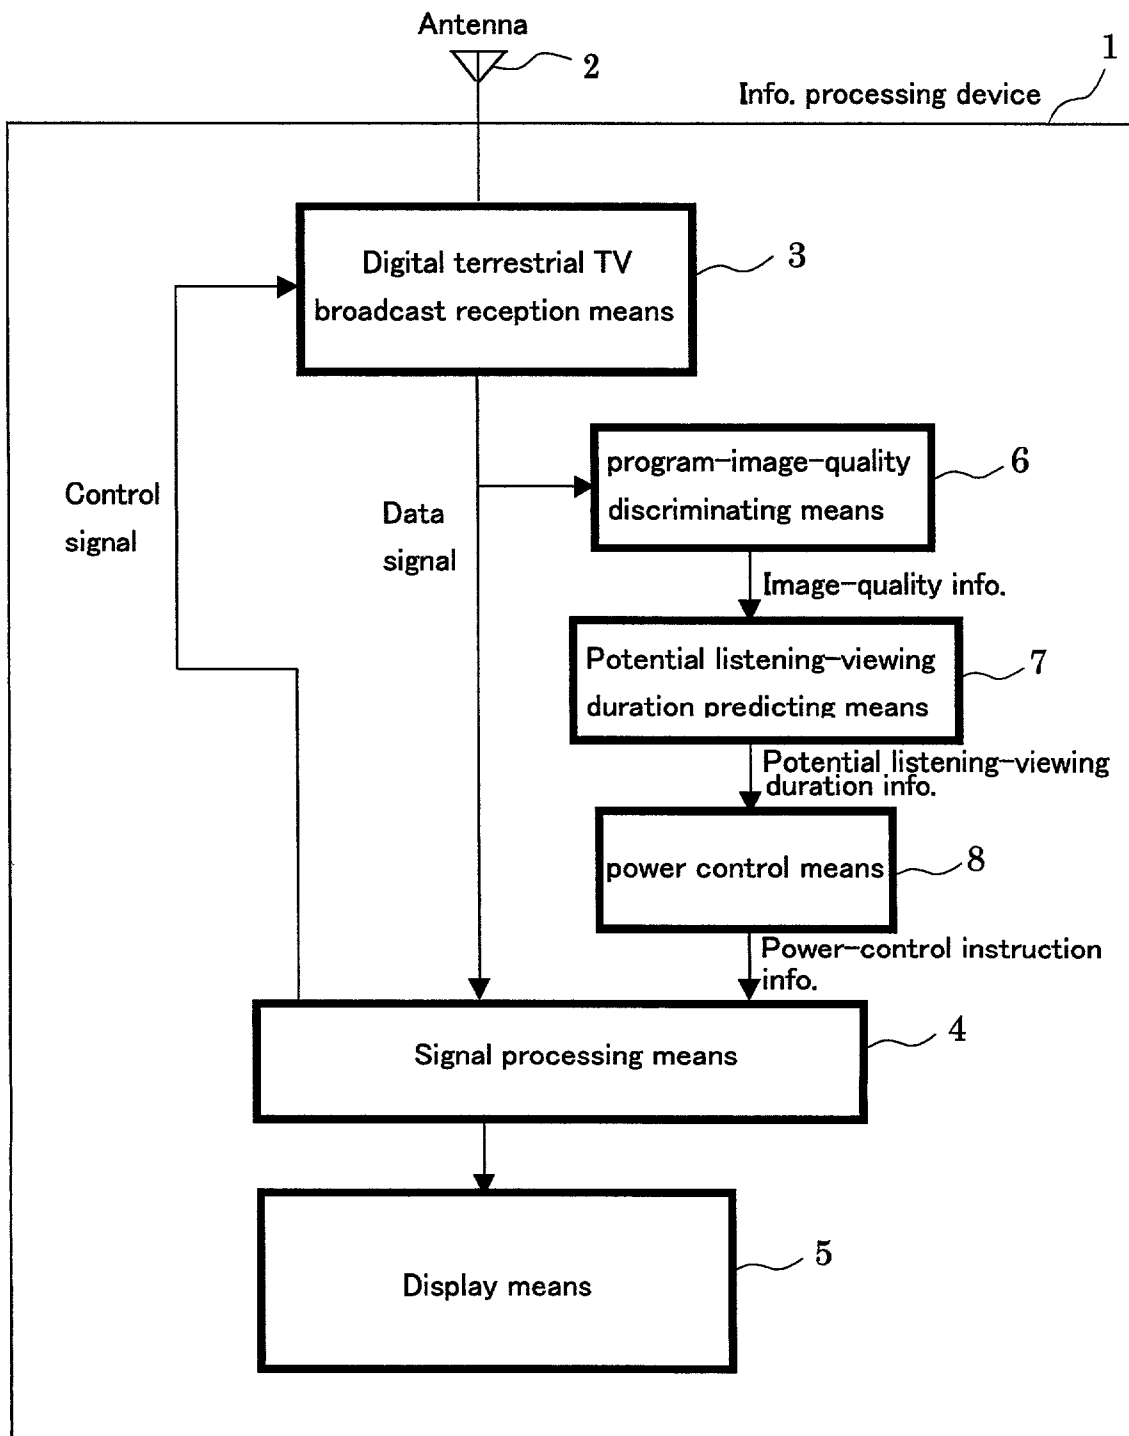 Antenna
2
1
Info. processing device
Digital terrestrial TV
broadcast reception means
3
program-image-quality
discriminating means
6
Control
signal
Data
signal
Image-quality info.
Potential listening-viewing
duration predicting means
7
Potential listening-viewing
duration info.
power control means
8
Power-control instruction
info.
Signal processing means
4
Display means
5